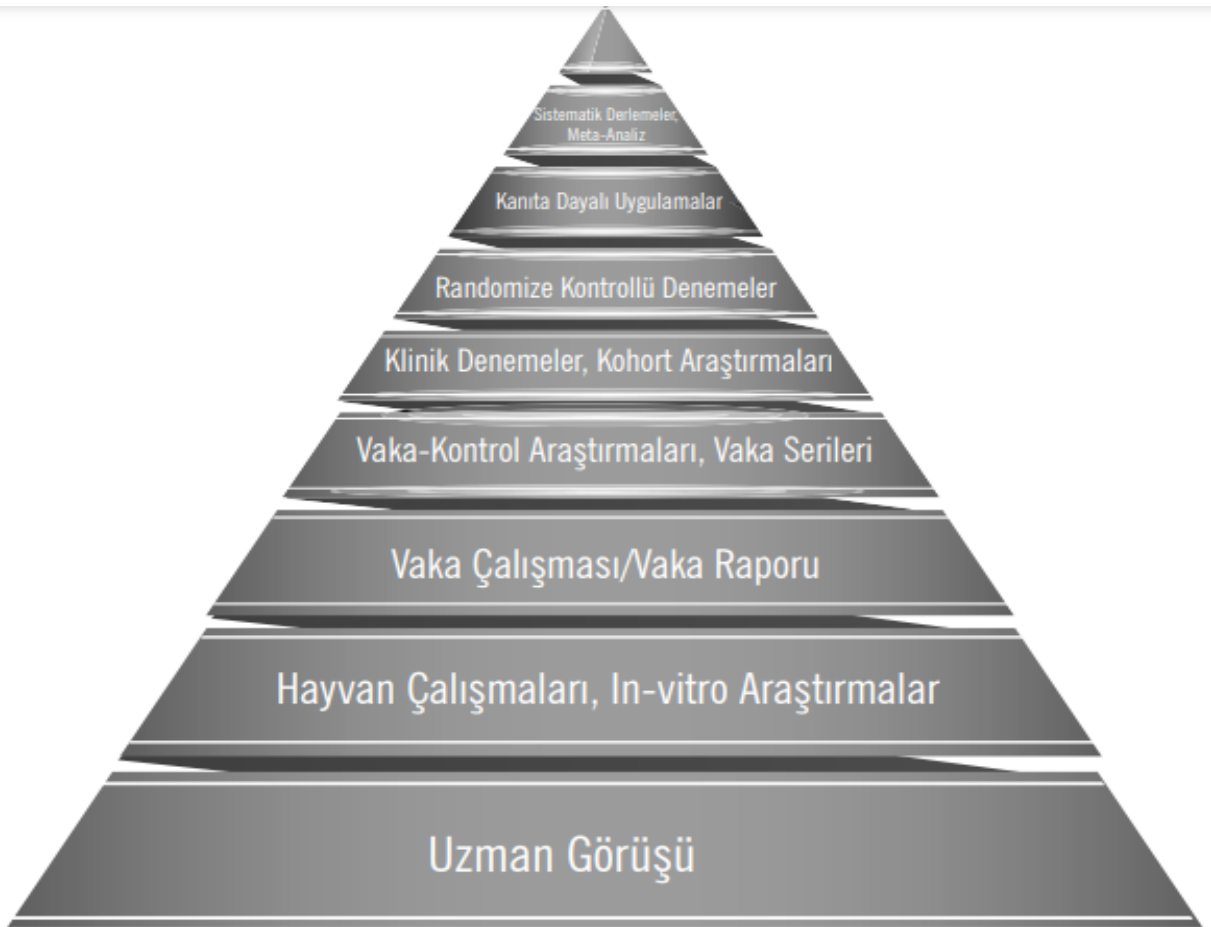 Sistematik Derlemeler,
Meta-Analiz
Kanıta Dayalı Uygulamalar
Randomize Kontrollü Denemeler
Klinik Denemeler, Kohort Araştırmaları
Vaka-Kontrol Araştırmaları, Vaka Serileri
Vaka Çalışması/Vaka Raporu
Hayvan Çalışmaları, In-vitro Araştırmalar
Uzman Görüşü